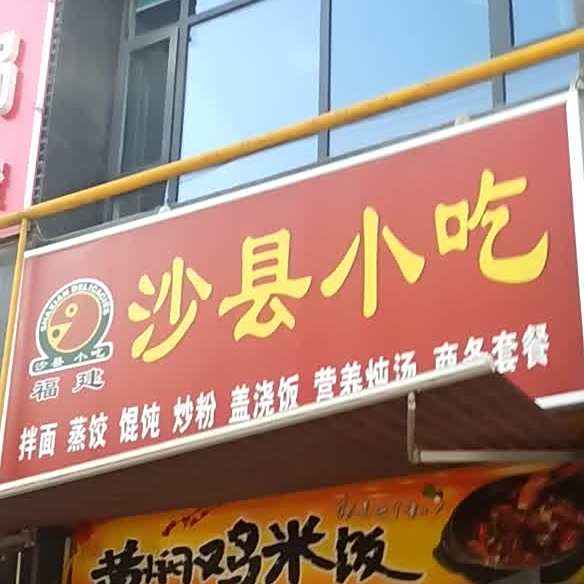 沙县小吃
SHAXIAN DELICACIES
沙县小吃
福建
拌面 蒸饺 馄饨 炒粉 盖浇饭 营养炖汤 商务套餐
黄焖鸡米饭